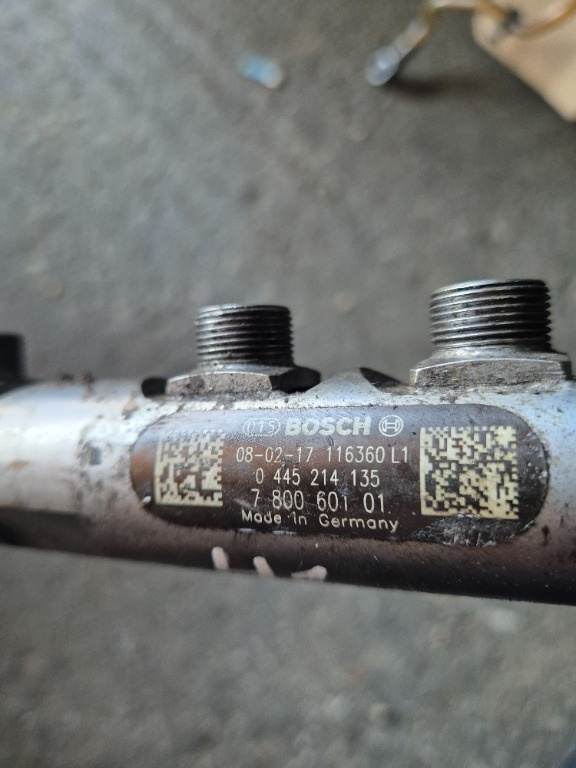 BOSCH
08-02-17 116360 L1
0 445 214 135
7 800 601 01
Made in Germany